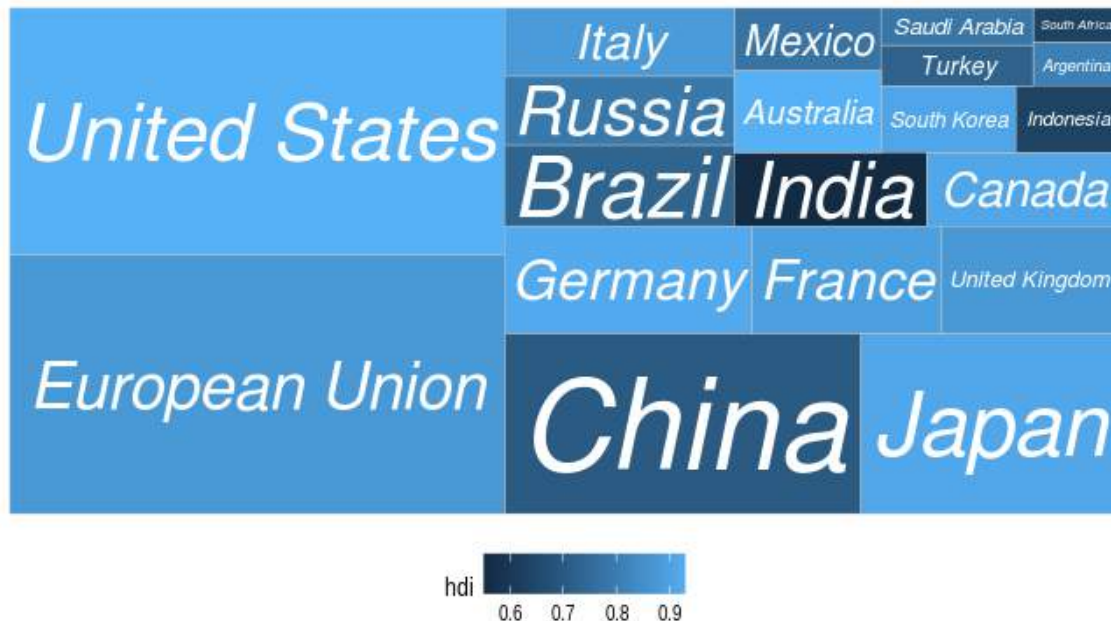 United States
European Union
Italy
Russia
Brazil
Mexico
Australia
Saudi Arabia
Turkey
South Africa
Argentina
South Korea
Indonesia
India
Canada
Germany
France
United Kingdom
China
Japan
hdi
0.6 0.7 0.8 0.9